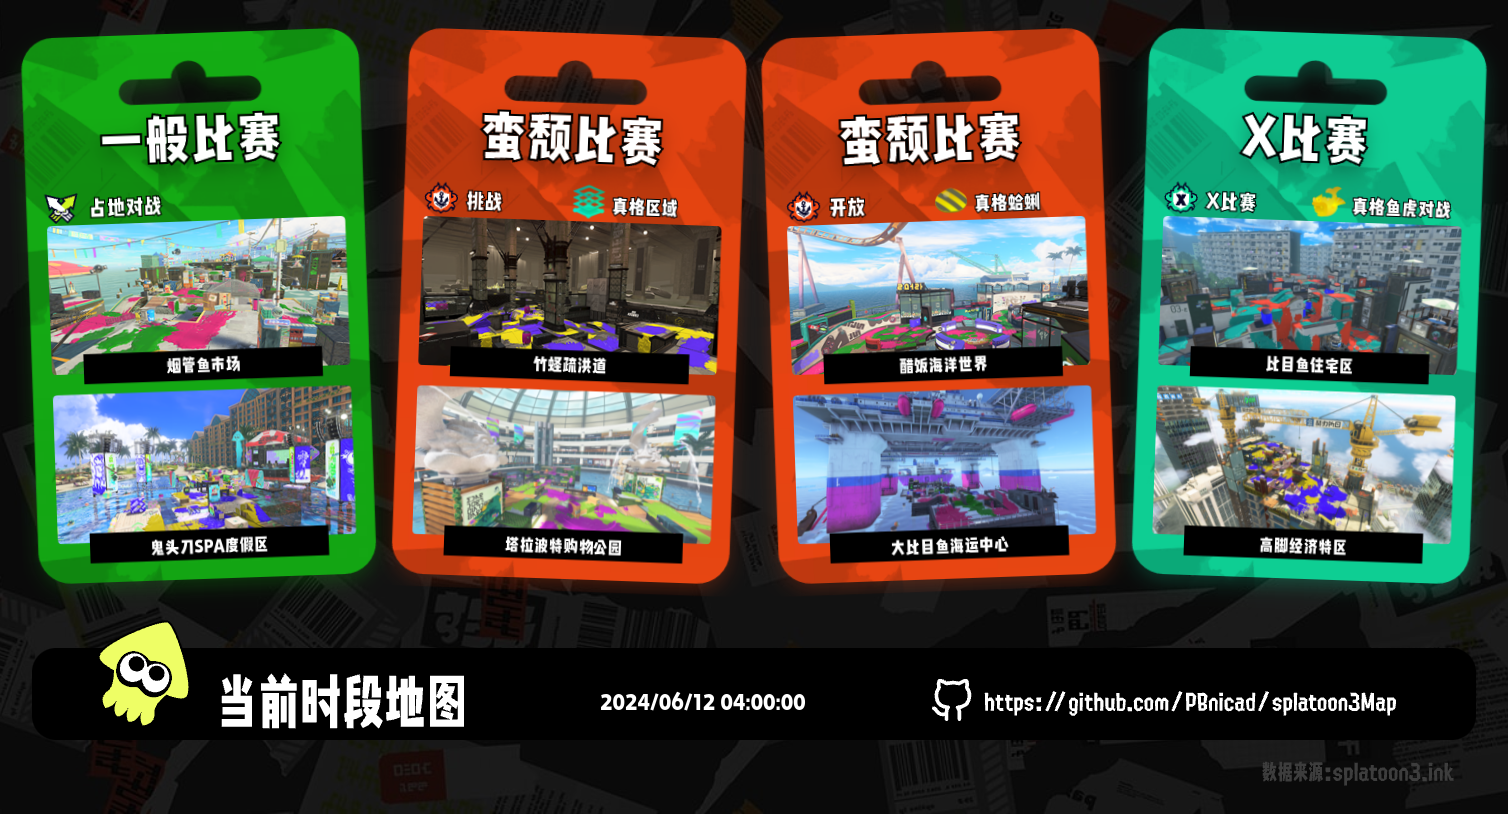 一般比赛
占地对战
烟管鱼市场
鬼头刀SPA度假区
蛮颓比赛
挑战
真格区域
竹蛏疏洪道
塔拉波特购物公园
蛮颓比赛
开放
真格蛤蜊
醋饭海洋世界
大比目鱼海运中心
X比赛
X比赛
真格鱼虎对战
比目鱼住宅区
高脚经济特区
当前时段地图
2024/06/12 04:00:00
https://github.com/PBnicad/splatoon3Map
数据来源:splatoon3.ink